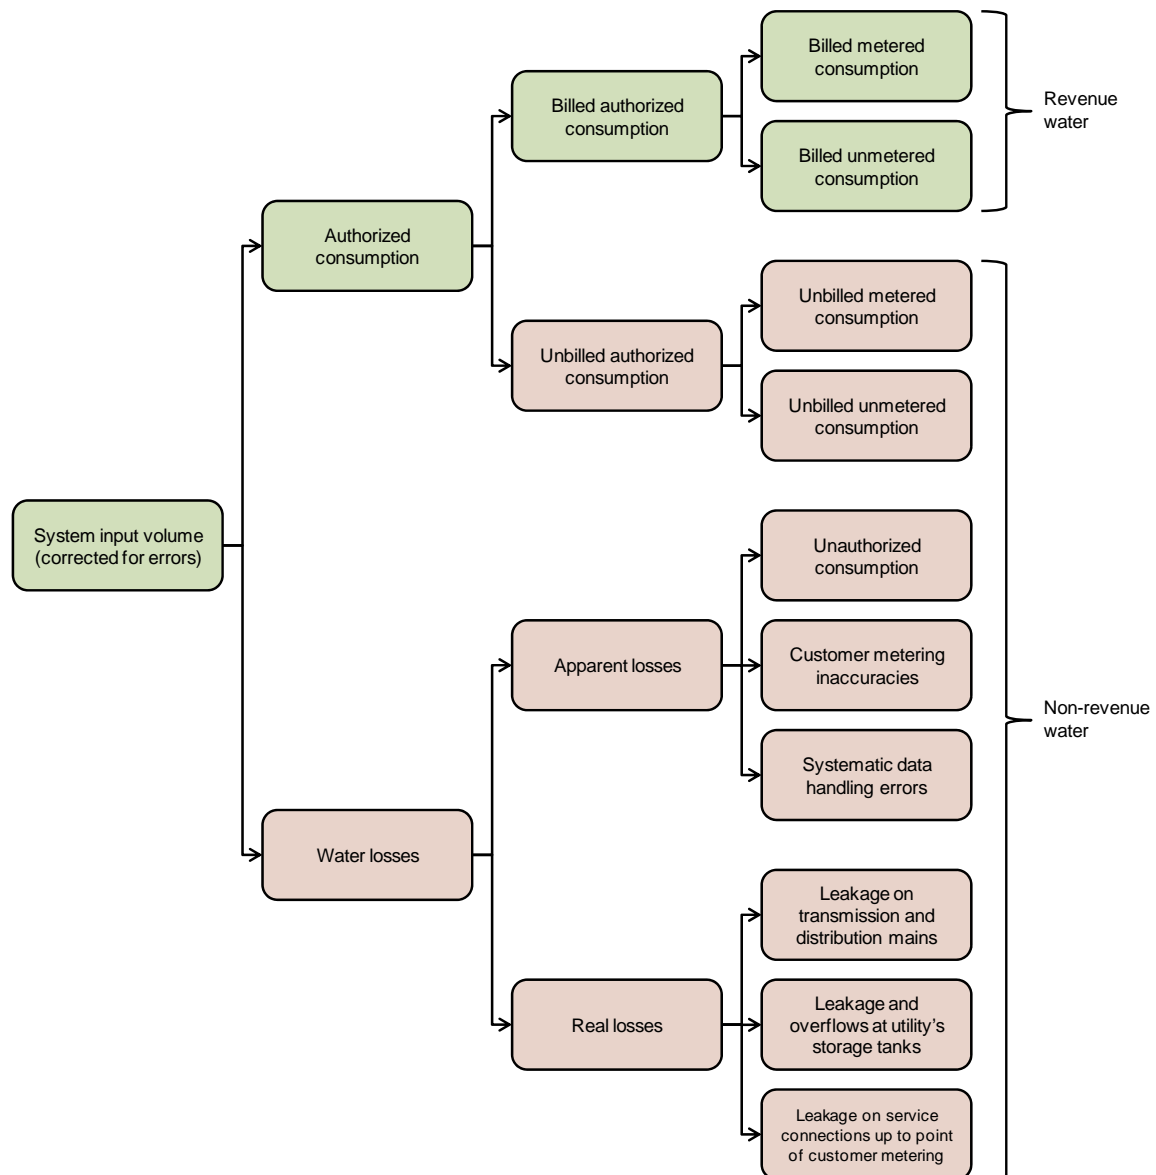 Billed metered
consumption
Revenue
water
Billed authorized
consumption
Billed unmetered
consumption
Authorized
consumption
Unbilled metered
consumption
Unbilled authorized
consumption
Unbilled unmetered
consumption
System input volume
(corrected for errors)
Unauthorized
consumption
Apparent losses
Customer metering
inaccuracies
Non-revenue
water
Systematic data
handling errors
Water losses
Leakage on
transmission and
distribution mains
Real losses
Leakage and
overflows at utility’s
storage tanks
Leakage on service
connections up to point
of customer metering